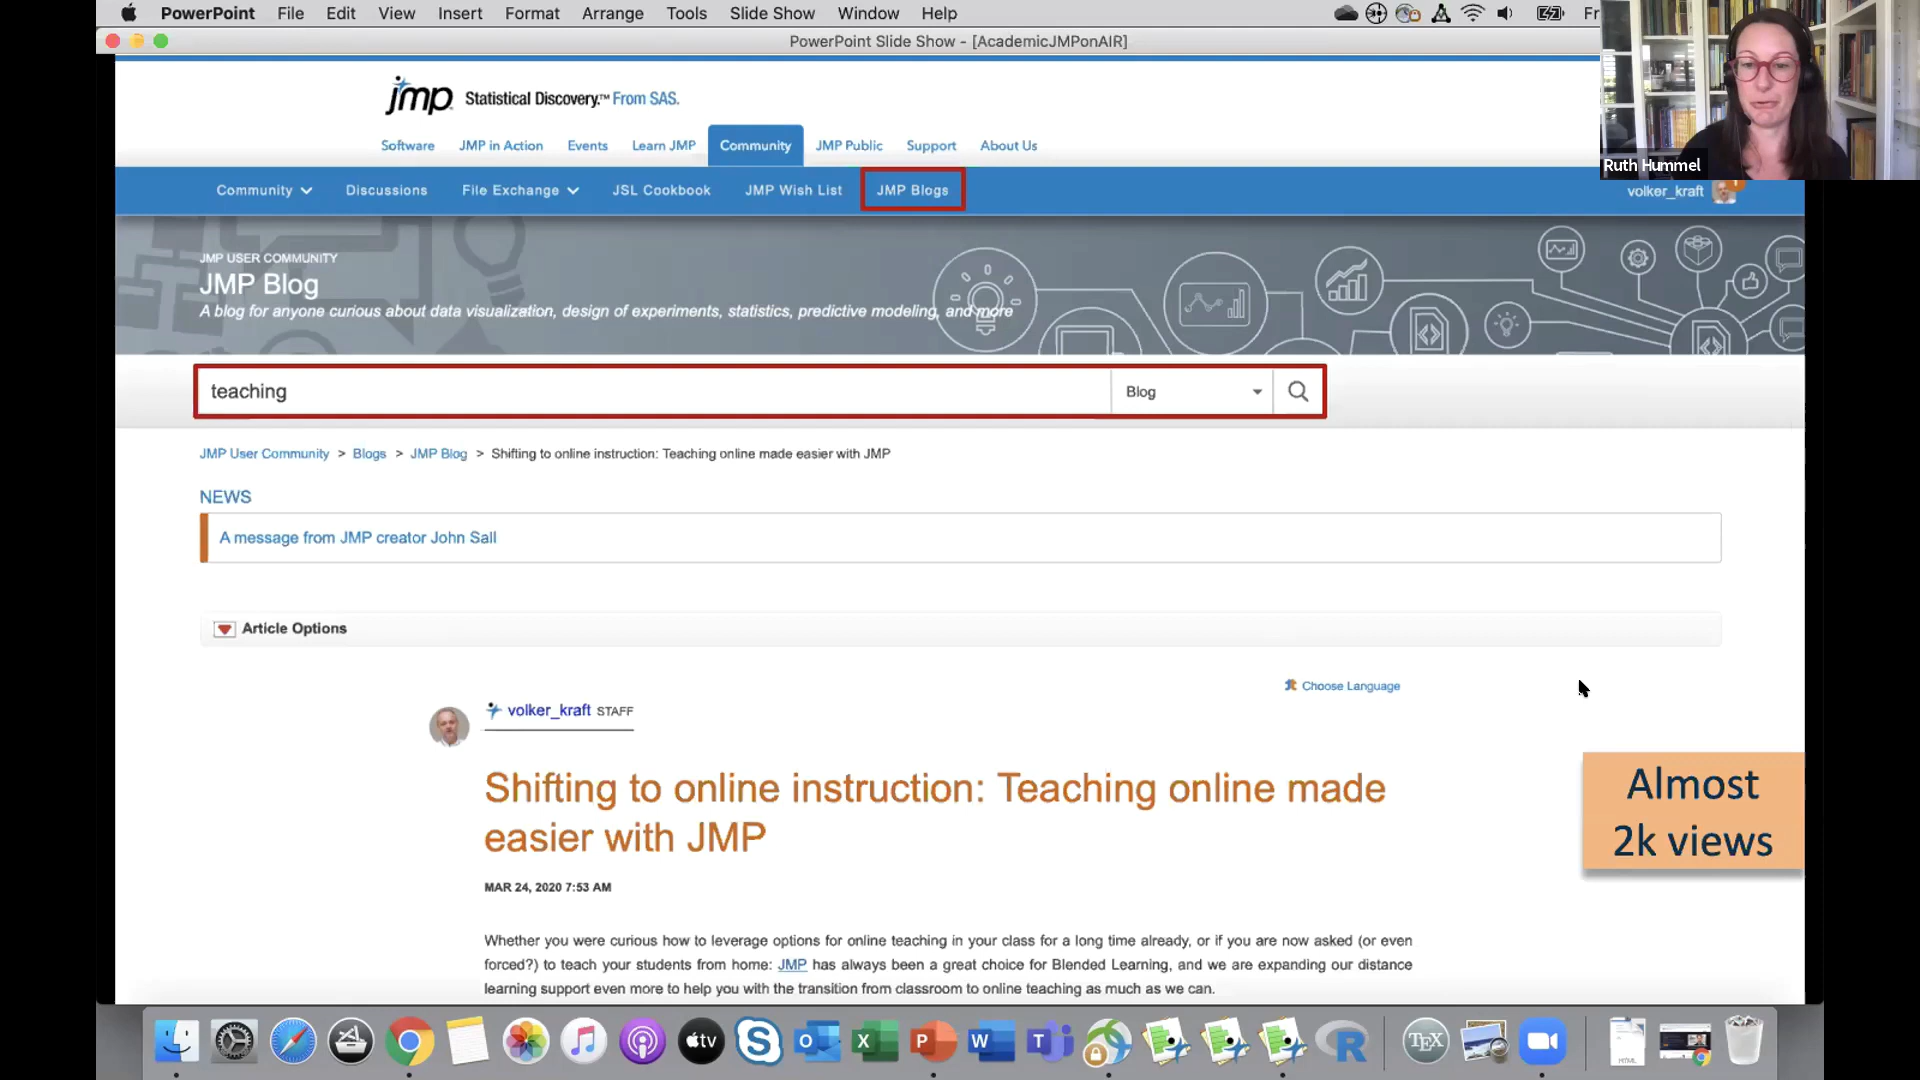 PowerPoint File Edit View Insert Format Arrange Tools Slide Show Window Help Fr
PowerPoint Slide Show - [AcademicJMPonAIR]
jmp Statistical Discovery.™ From SAS.
Software JMP in Action Events Learn JMP Community JMP Public Support About Us
Ruth Hummel
Community Discussions File Exchange JSL Cookbook JMP Wish List JMP Blogs volker_kraft
JMP USER COMMUNITY
JMP Blog
A blog for anyone curious about data visualization, design of experiments, statistics, predictive modeling, and more
teaching Blog
JMP User Community > Blogs > JMP Blog > Shifting to online instruction: Teaching online made easier with JMP
NEWS
A message from JMP creator John Sall
Article Options
Choose Language
volker_kraft STAFF
Shifting to online instruction: Teaching online made
easier with JMP
Almost
2k views
MAR 24, 2020 7:53 AM
Whether you were curious how to leverage options for online teaching in your class for a long time already, or if you are now asked (or even
forced?) to teach your students from home: JMP has always been a great choice for Blended Learning, and we are expanding our distance
learning support even more to help you with the transition from classroom to online teaching as much as we can.
tv S O X P W T R TEX HTML